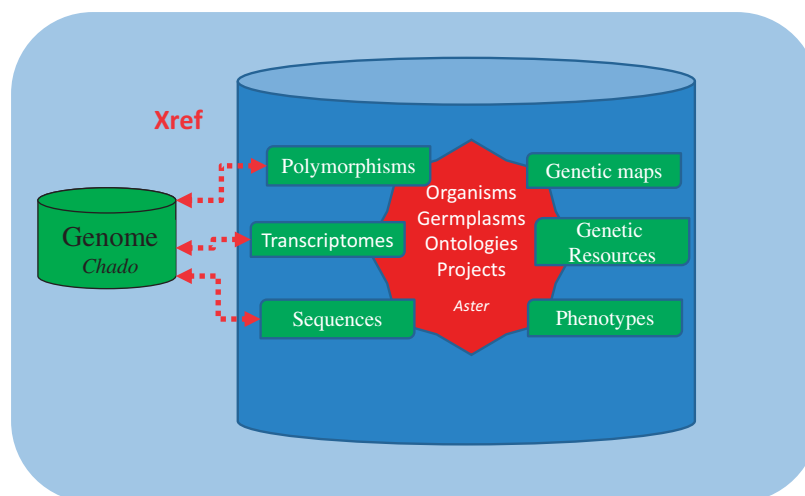 Xref
Polymorphisms
Genetic maps
Organisms
Germplasms
Ontologies
Projects
Aster
Genome
Chado
Transcriptomes
Genetic
Resources
Sequences
Phenotypes